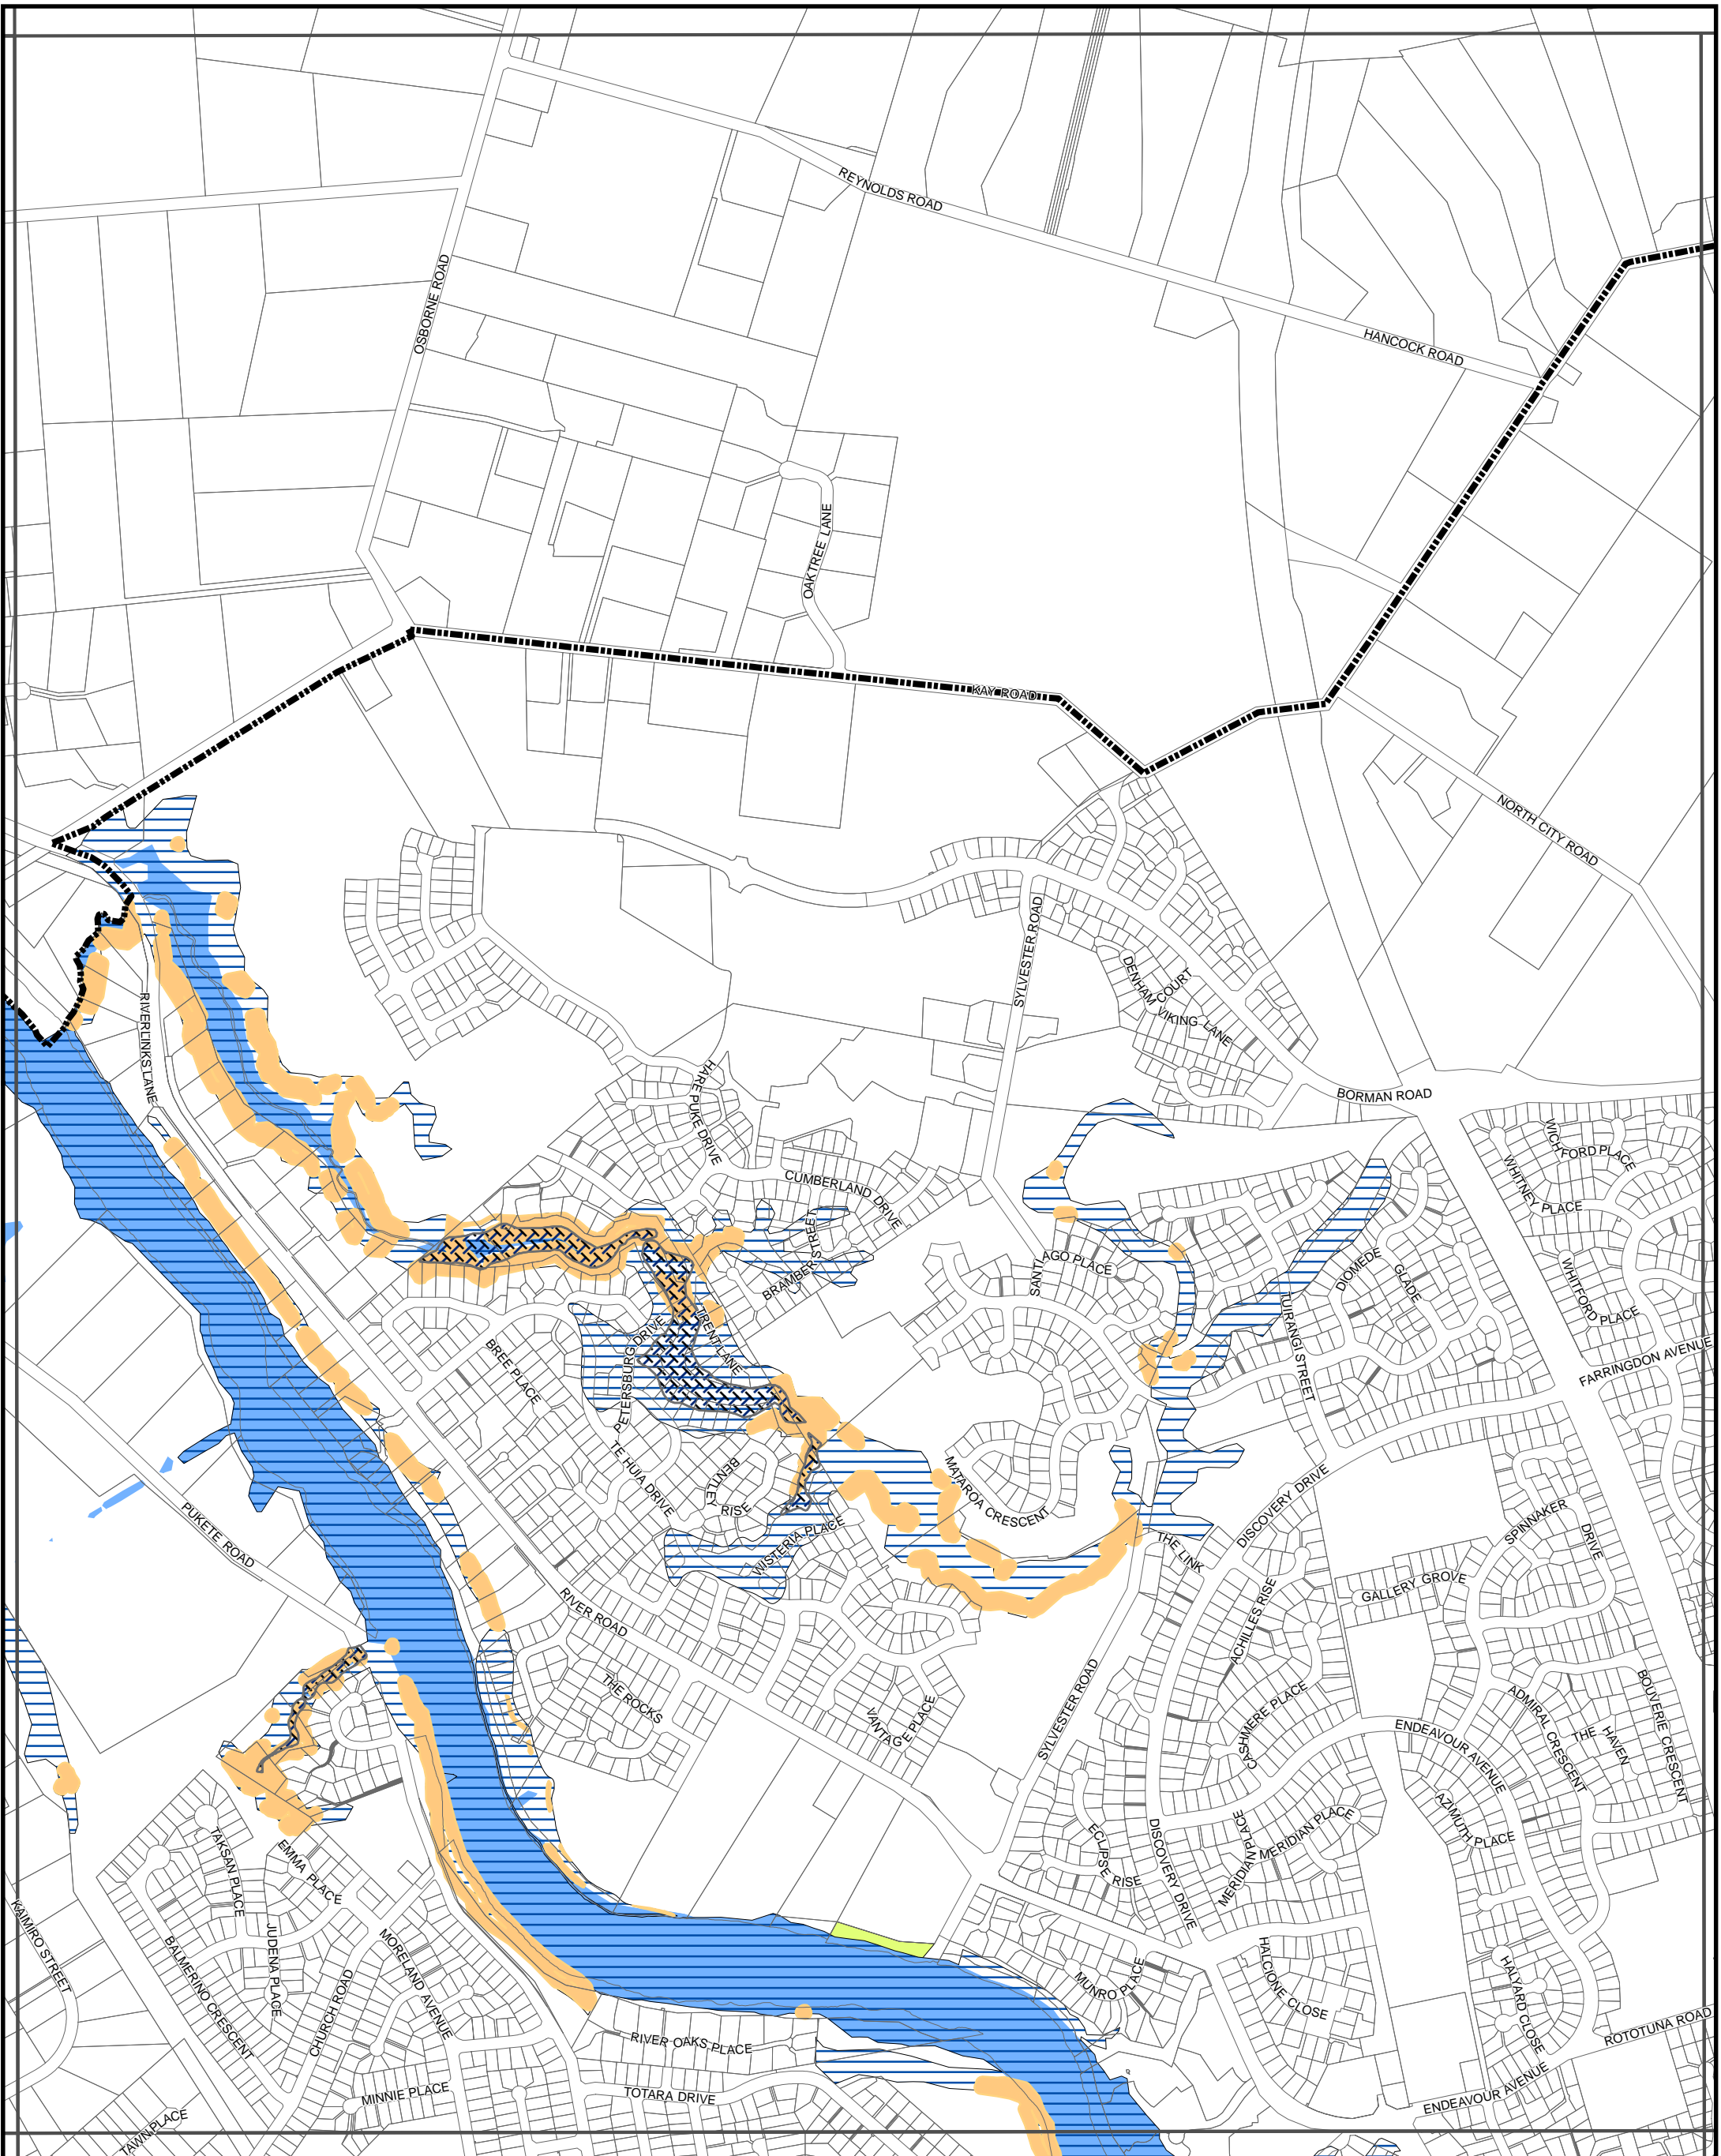 REYNOLDS ROAD
OSBORNE ROAD
HANCOCK ROAD
OAKTREE LANE
KAY ROAD
NORTH CITY ROAD
SYLVESTER ROAD
DENHAM COURT
VIKING LANE
RIVERLINKS LANE
HARE PUKE DRIVE
BORMAN ROAD
WICKFORD PLACE
WHITNEY PLACE
CUMBERLAND DRIVE
BRAMBER STREET
SANTIAGO PLACE
DIOMEDE GLADE
WHITFORD PLACE
TUIRANGI STREET
FARRINGDON AVENUE
TRENT LANE
PETERSBURG DRIVE
BREE PLACE
TE HUIA DRIVE
BENTLEY RISE
MATAROA CRESCENT
DISCOVERY DRIVE
PUKETE ROAD
WISTERIA PLACE
THE LINK
SPINNAKER DRIVE
GALLERY GROVE
RIVER ROAD
ACHILLES RISE
THE ROCKS
VANTAGE PLACE
SYLVESTER ROAD
CASHMERE PLACE
ENDEAVOUR AVENUE
ADMIRAL CRESCENT
THE HAVEN
BOUVERIE CRESCENT
AZIMUTH PLACE
MERIDIAN PLACE
MERIDIAN PLACE
ECLIPSE RISE
DISCOVERY DRIVE
TAKSAN PLACE
EMMA PLACE
KAIMIRO STREET
JUDENA PLACE
BALMERINO CRESCENT
CHURCH ROAD
MORELAND AVENUE
MUNRO PLACE
HALCIONE CLOSE
HALYARD CLOSE
ROTOTUNA ROAD
RIVER OAKS PLACE
MINNIE PLACE
TOTARA DRIVE
ENDEAVOUR AVENUE
TAWN PLACE